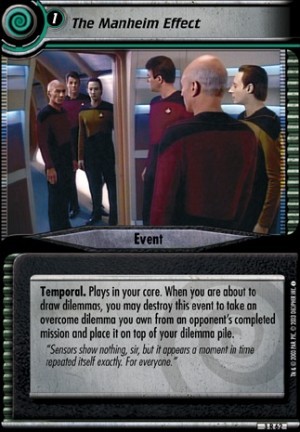 1
The Manheim Effect
Event
Temporal. Plays in your core. When you are about to
draw dilemmas, you may destroy this event to take an
overcome dilemma you own from an opponent's completed
mission and place it on top of your dilemma pile.
"Sensors show nothing, sir, but it appears a moment in time
repeated itself exactly. For everyone."
3 R 62